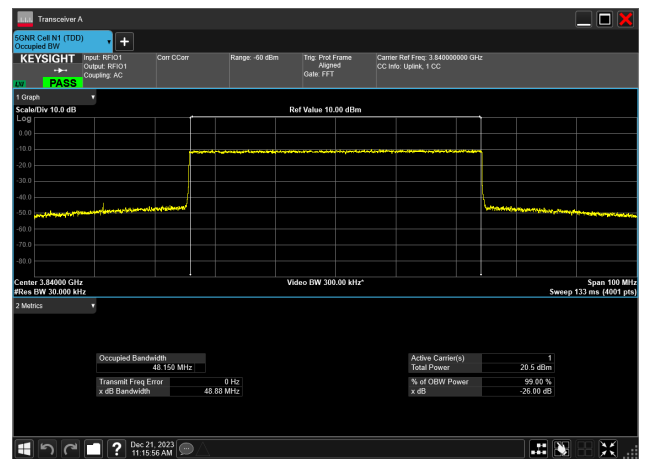 Transceiver A
5GNR Cell N1 (TDD)
Occupied BW
KEYSIGHT
PASS
Input: RFIO1
Output: RFIO1
Coupling: AC
Corr CCorr
Range: -60 dBm
Trig: Prot Frame
Aligned
Gate: FFT
Carrier Ref Freq: 3.840000000 GHz
CC Info: Uplink, 1 CC
1 Graph
Scale/Div 10.0 dB
Ref Value 10.00 dBm
Log
0.00
-10.0
-20.0
-30.0
-40.0
-50.0
-60.0
-70.0
-80.0
Center 3.84000 GHz
Video BW 300.00 kHz*
Span 100 MHz
#Res BW 30.000 kHz
Sweep 133 ms (4001 pts)
2 Metrics
Occupied Bandwidth
48.150 MHz
Active Carrier(s) 1
Total Power 20.5 dBm
Transmit Freq Error 0 Hz
x dB Bandwidth 48.88 MHz
% of OBW Power 99.00 %
x dB -26.00 dB
Dec 21, 2023
11:15:56 AM